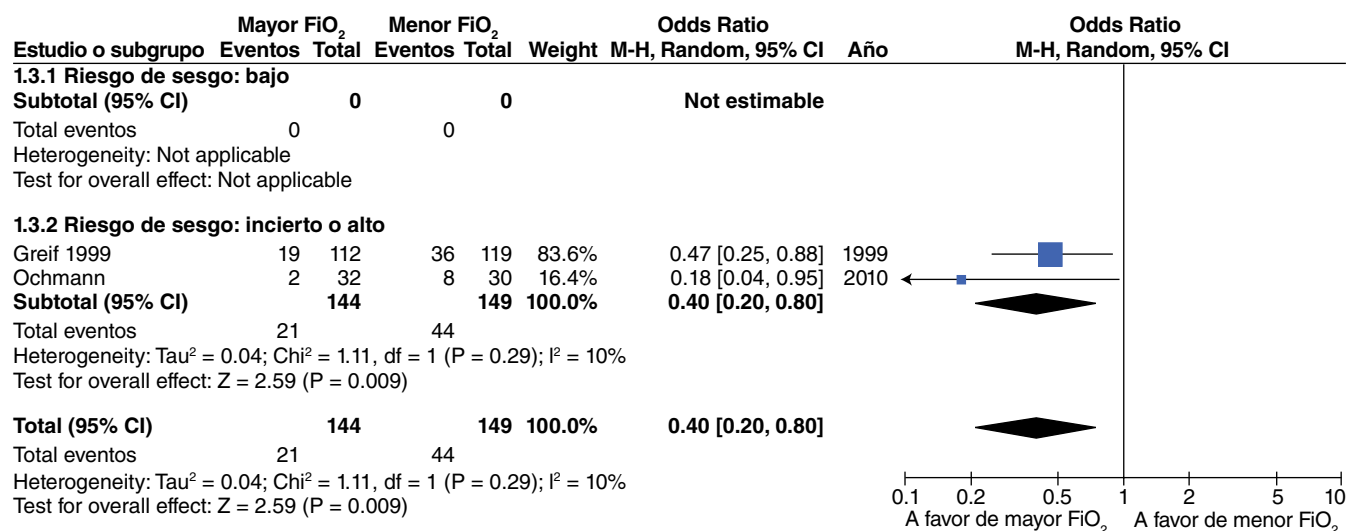 Mayor FiO₂ Menor FiO₂ Odds Ratio Odds Ratio
Estudio o subgrupo Eventos Total Eventos Total Weight M-H, Random, 95% CI Año M-H, Random, 95% CI
1.3.1 Riesgo de sesgo: bajo
Subtotal (95% CI) 0 0 Not estimable
Total eventos 0 0
Heterogeneity: Not applicable
Test for overall effect: Not applicable
1.3.2 Riesgo de sesgo: incierto o alto
Greif 1999 19 112 36 119 83.6% 0.47 [0.25, 0.88] 1999
Ochmann 2 32 8 30 16.4% 0.18 [0.04, 0.95] 2010
Subtotal (95% CI) 144 149 100.0% 0.40 [0.20, 0.80]
Total eventos 21 44
Heterogeneity: Tau² = 0.04; Chi² = 1.11, df = 1 (P = 0.29); I² = 10%
Test for overall effect: Z = 2.59 (P = 0.009)
Total (95% CI) 144 149 100.0% 0.40 [0.20, 0.80]
Total eventos 21 44
Heterogeneity: Tau² = 0.04; Chi² = 1.11, df = 1 (P = 0.29); I² = 10%
Test for overall effect: Z = 2.59 (P = 0.009)
0.1 0.2 0.5 1 2 5 10
A favor de mayor FiO₂ A favor de menor FiO₂